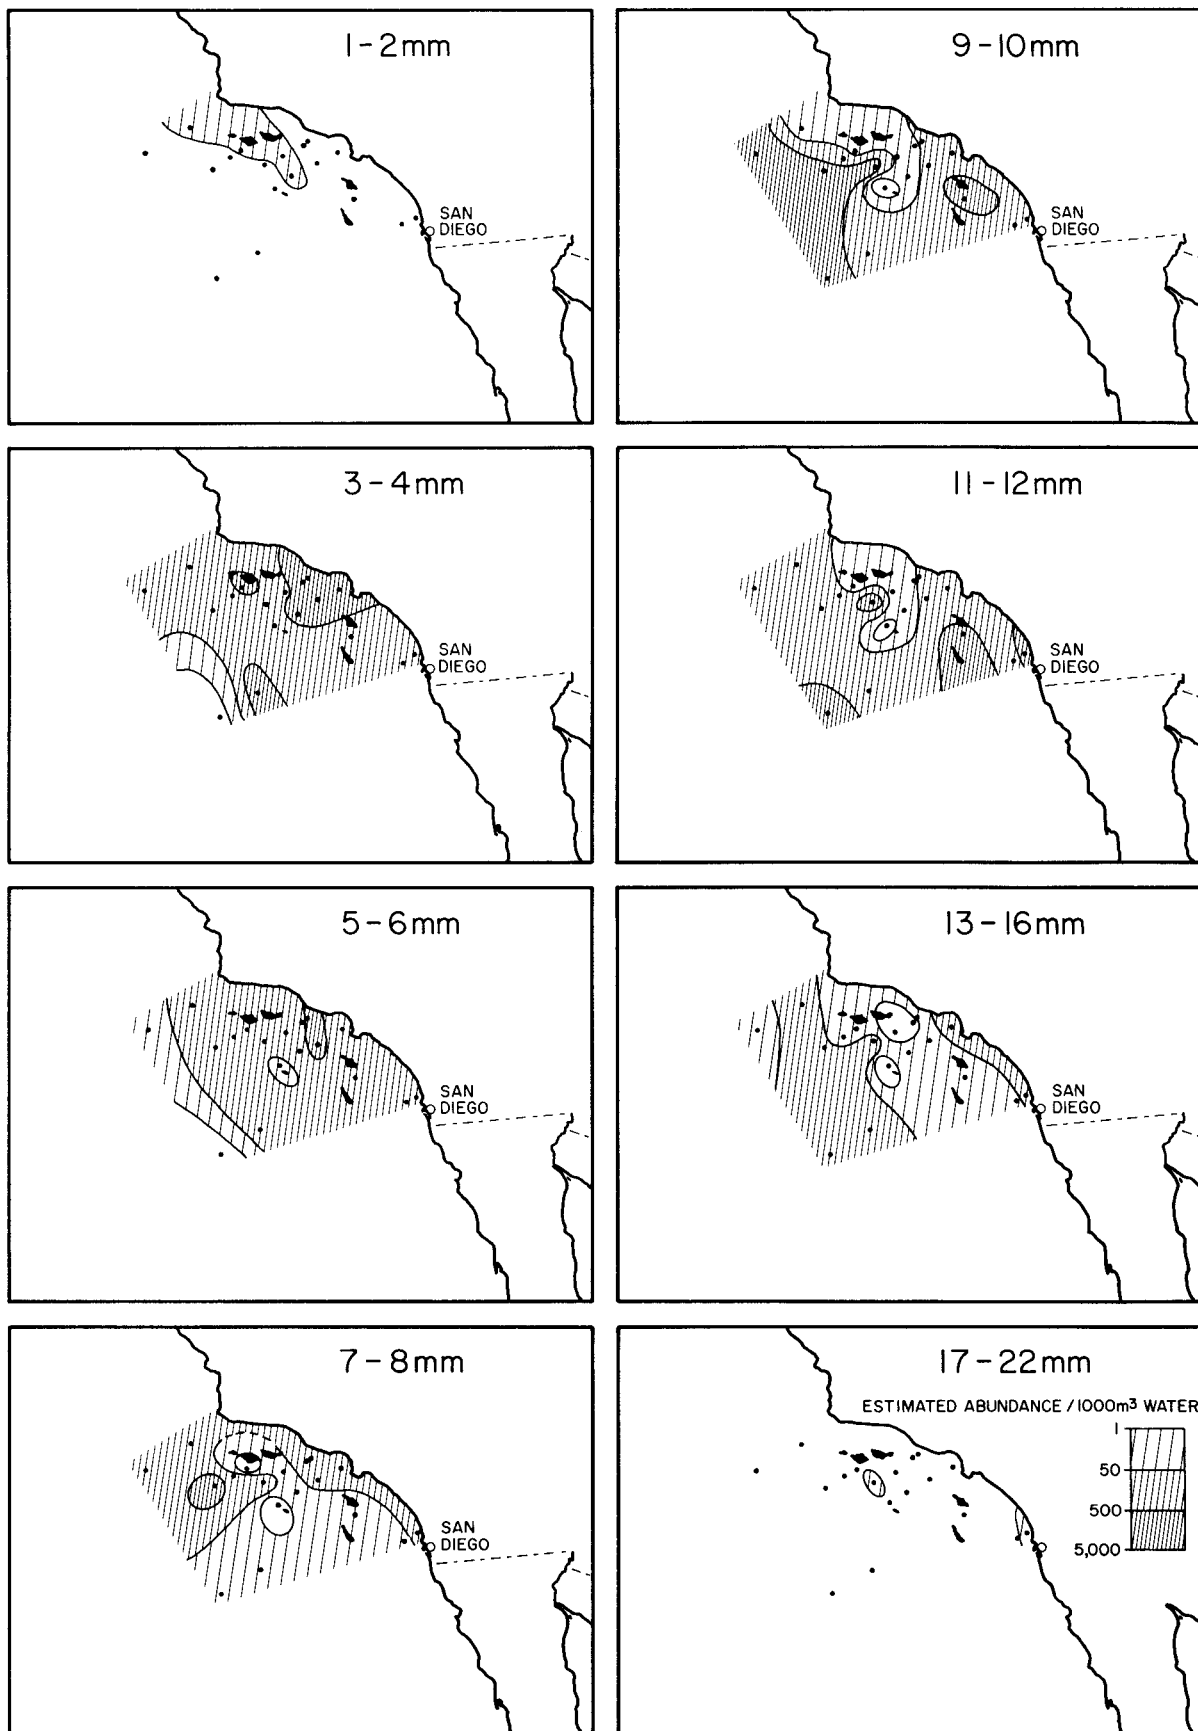 1-2mm
SAN
DIEGO
9-10mm
SAN
DIEGO
3-4mm
SAN
DIEGO
11-12mm
SAN
DIEGO
5-6mm
SAN
DIEGO
13-16mm
SAN
DIEGO
7-8mm
SAN
DIEGO
17-22mm
ESTIMATED ABUNDANCE / 1000m³ WATER
1
50
500
5,000